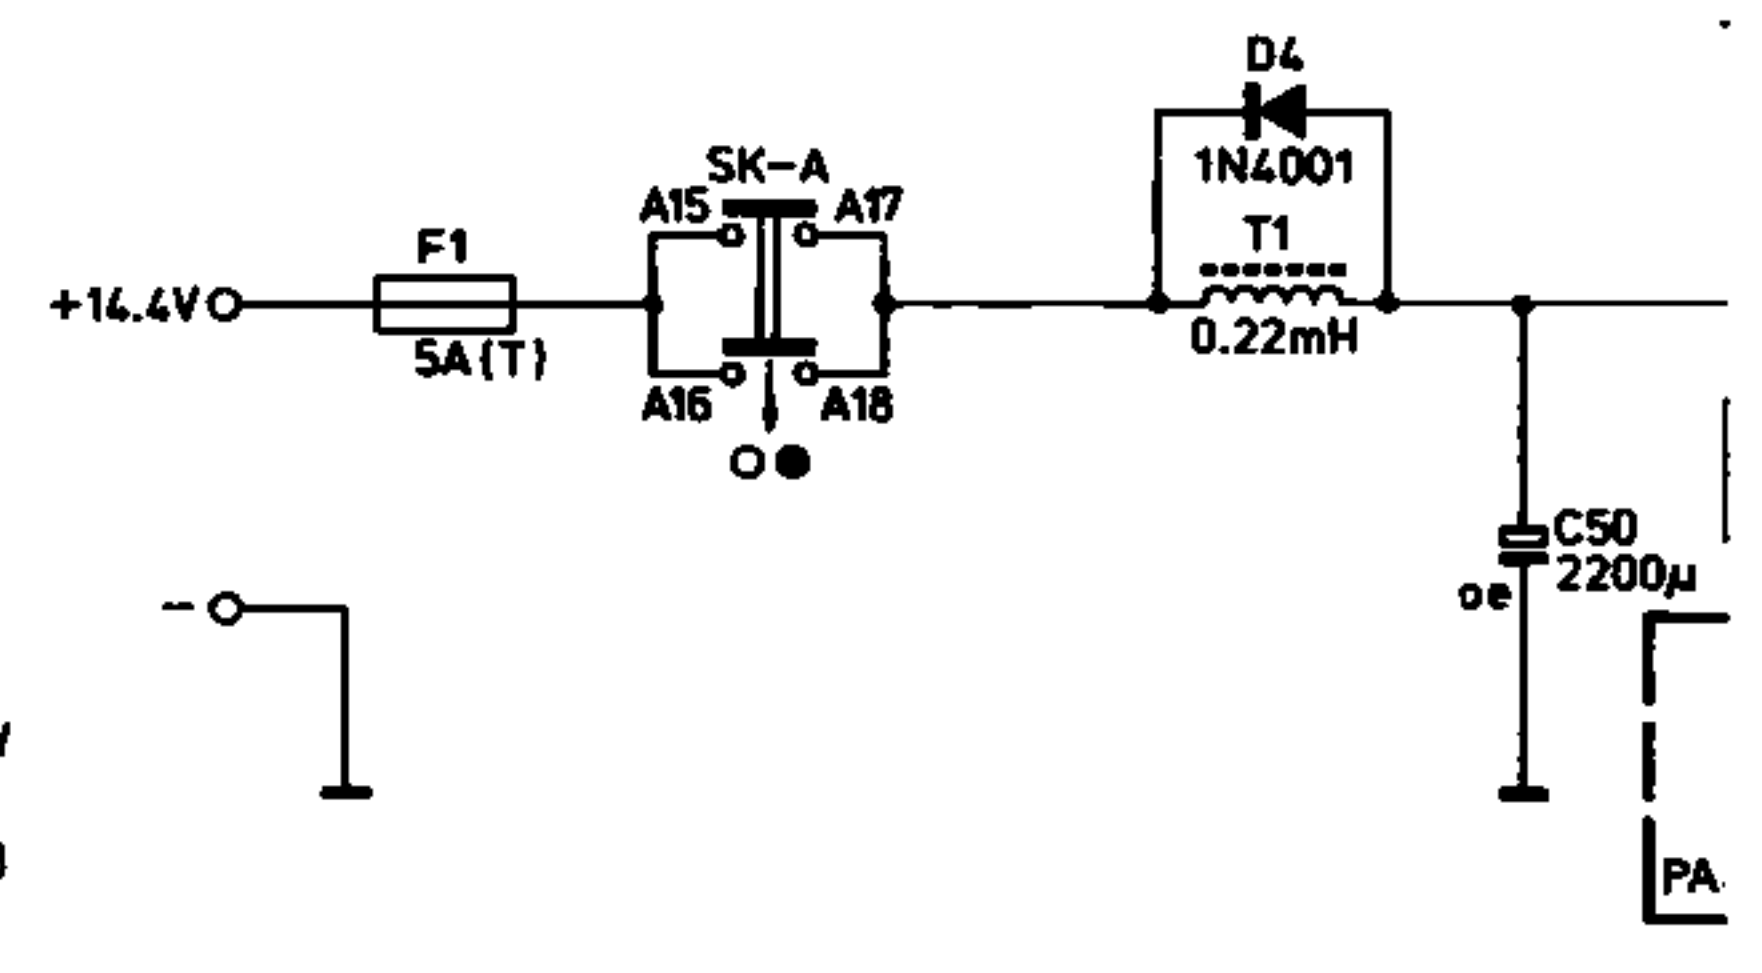 D4
1N4001
SK-A
A15
A17
T1
F1
+14.4V
0.22mH
5A(T)
A16
A18
C50
2200µ
oe
-
PA